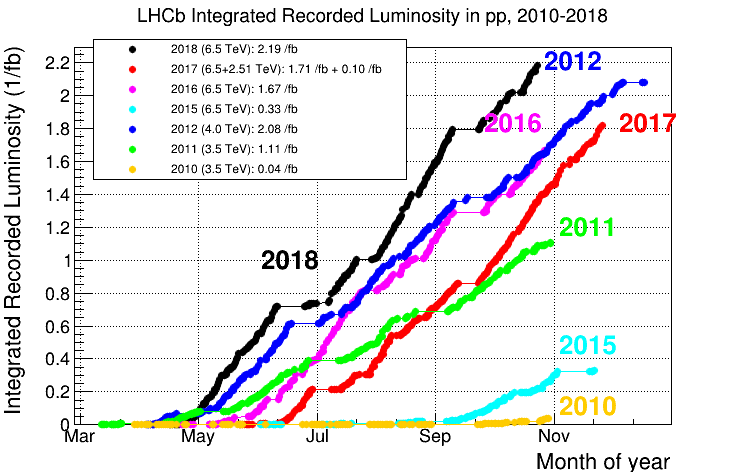 LHCb Integrated Recorded Luminosity in pp, 2010-2018
Integrated Recorded Luminosity (1/fb)
2018 (6.5 TeV): 2.19 /fb
2017 (6.5+2.51 TeV): 1.71 /fb + 0.10 /fb
2016 (6.5 TeV): 1.67 /fb
2015 (6.5 TeV): 0.33 /fb
2012 (4.0 TeV): 2.08 /fb
2011 (3.5 TeV): 1.11 /fb
2010 (3.5 TeV): 0.04 /fb
2.2
2
1.8
1.6
1.4
1.2
1
0.8
0.6
0.4
0.2
0
2012
2016
2017
2011
2018
2015
2010
Mar
May
Jul
Sep
Nov
Month of year